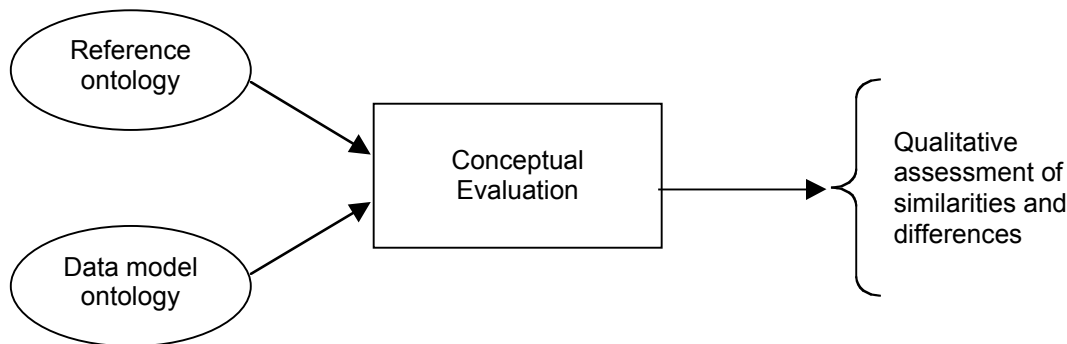 Reference
ontology
Conceptual
Evaluation
Qualitative
assessment of
similarities and
differences
Data model
ontology